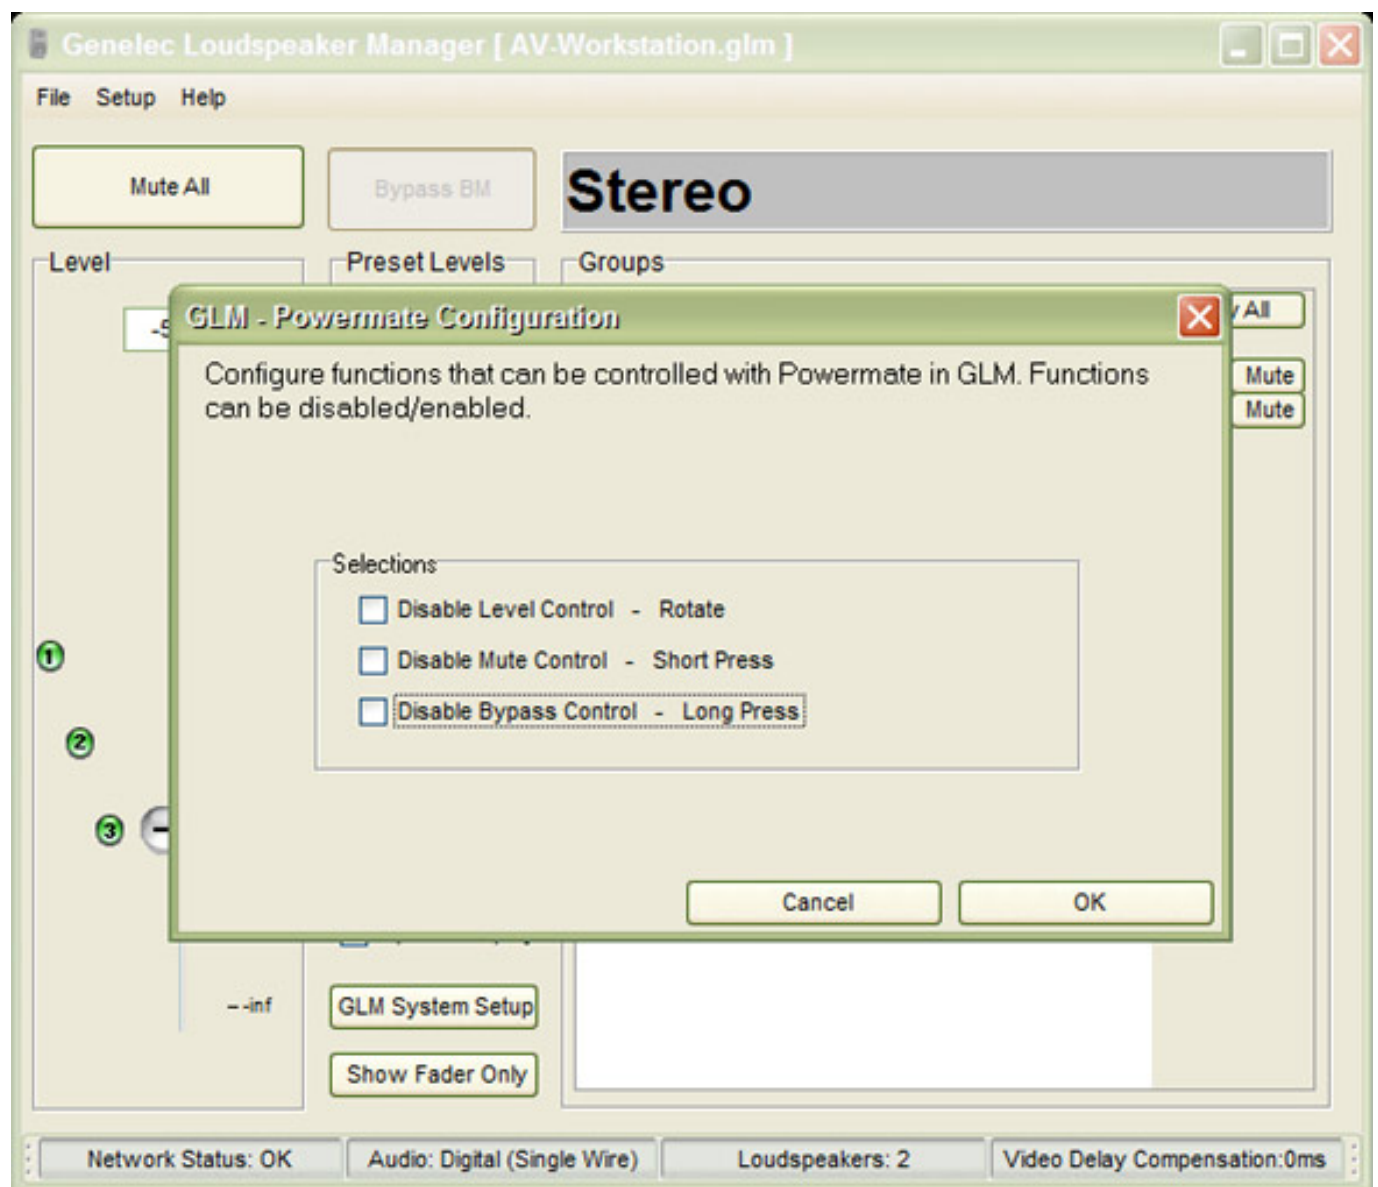 Genelec Loudspeaker Manager [ AV-Workstation.glm ]
File Setup Help
Mute All
Bypass BM
Stereo
Level
Preset Levels
Groups
-5
All
GLM - Powermate Configuration
Configure functions that can be controlled with Powermate in GLM. Functions
can be disabled/enabled.
Mute
Mute
Selections
Disable Level Control - Rotate
Disable Mute Control - Short Press
Disable Bypass Control - Long Press
1
2
3
Cancel
OK
- -inf
GLM System Setup
Show Fader Only
Network Status: OK
Audio: Digital (Single Wire)
Loudspeakers: 2
Video Delay Compensation:0ms